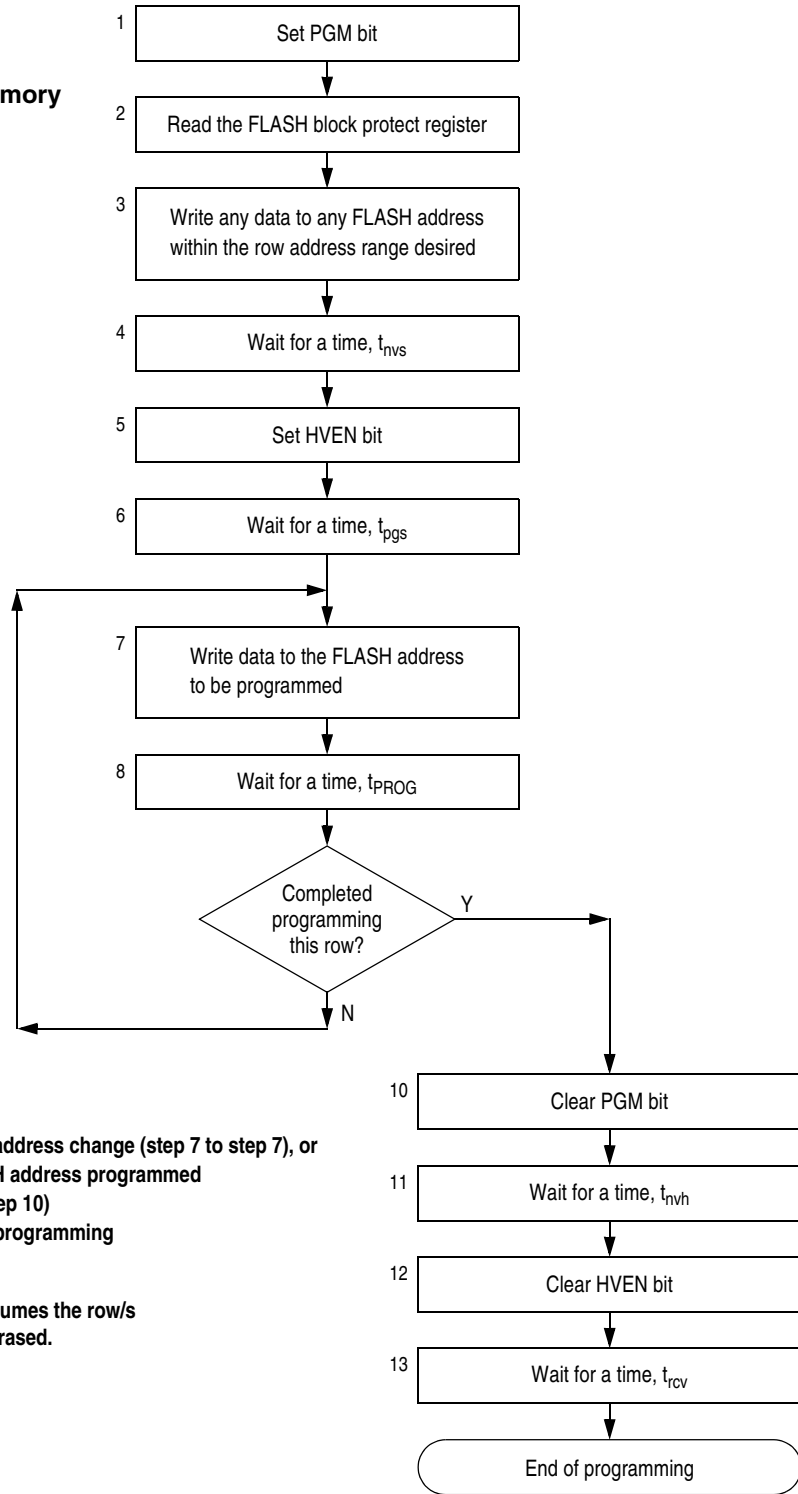 1
Set PGM bit
mory
2
Read the FLASH block protect register
3
Write any data to any FLASH address
within the row address range desired
4
Wait for a time, tnvs
5
Set HVEN bit
6
Wait for a time, tpgs
7
Write data to the FLASH address
to be programmed
8
Wait for a time, tPROG
Completed
programming
this row?
Y
N
10
Clear PGM bit
address change (step 7 to step 7), or
H address programmed
ep 10)
programming
11
Wait for a time, tnvh
12
Clear HVEN bit
umes the row/s
rased.
13
Wait for a time, trcv
End of programming